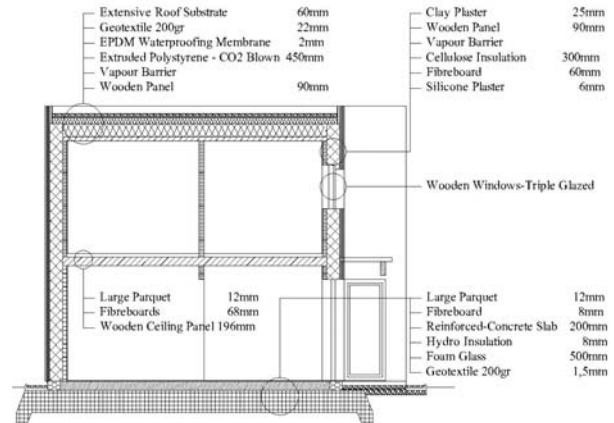 Extensive Roof Substrate 60mm
Geotextile 200gr 22mm
EPDM Waterproofing Membrane 2mm
Extruded Polystyrene - CO2 Blown 450mm
Vapour Barrier
Wooden Panel 90mm
Clay Plaster 25mm
Wooden Panel 90mm
Vapour Barrier
Cellulose Insulation 300mm
Fibreboard 60mm
Silicone Plaster 6mm
Wooden Windows-Triple Glazed
Large Parquet 12mm
Fibreboards 68mm
Wooden Ceiling Panel 196mm
Large Parquet 12mm
Fibreboard 8mm
Reinforced-Concrete Slab 200mm
Hydro Insulation 8mm
Foam Glass 500mm
Geotextile 200gr 1,5mm